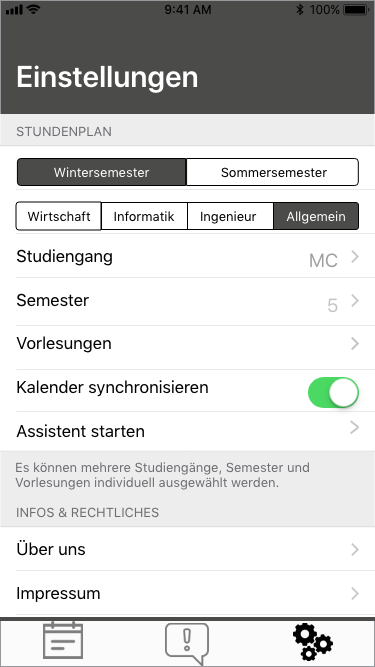 9:41 AM 100%
Einstellungen
STUNDENPLAN
Wintersemester Sommersemester
Wirtschaft Informatik Ingenieur Allgemein
Studiengang MC
Semester 5
Vorlesungen
Kalender synchronisieren
Assistent starten
Es können mehrere Studiengänge, Semester und
Vorlesungen individuell ausgewählt werden.
INFOS & RECHTLICHES
Über uns
Impressum